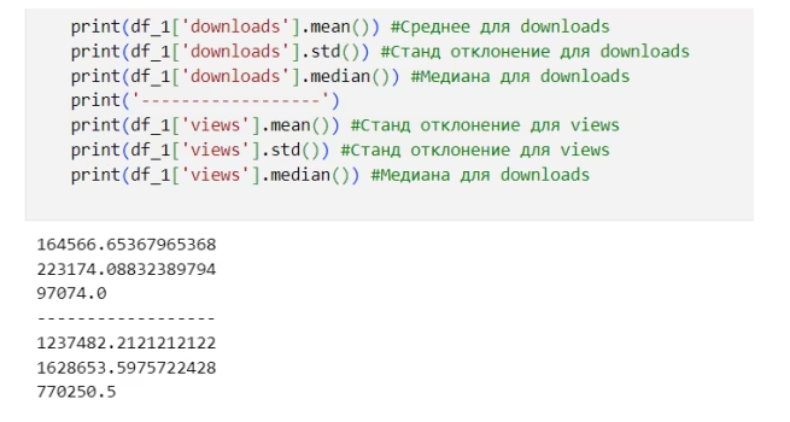 print(df_1['downloads'].mean()) #Среднее для downloads
print(df_1['downloads'].std()) #Станд отклонение для downloads
print(df_1['downloads'].median()) #Медиана для downloads
print('------------------')
print(df_1['views'].mean()) #Станд отклонение для views
print(df_1['views'].std()) #Станд отклонение для views
print(df_1['views'].median()) #Медиана для downloads
164566.65367965368
223174.08832389794
97074.0
------------------
1237482.2121212122
1628653.5975722428
770250.5